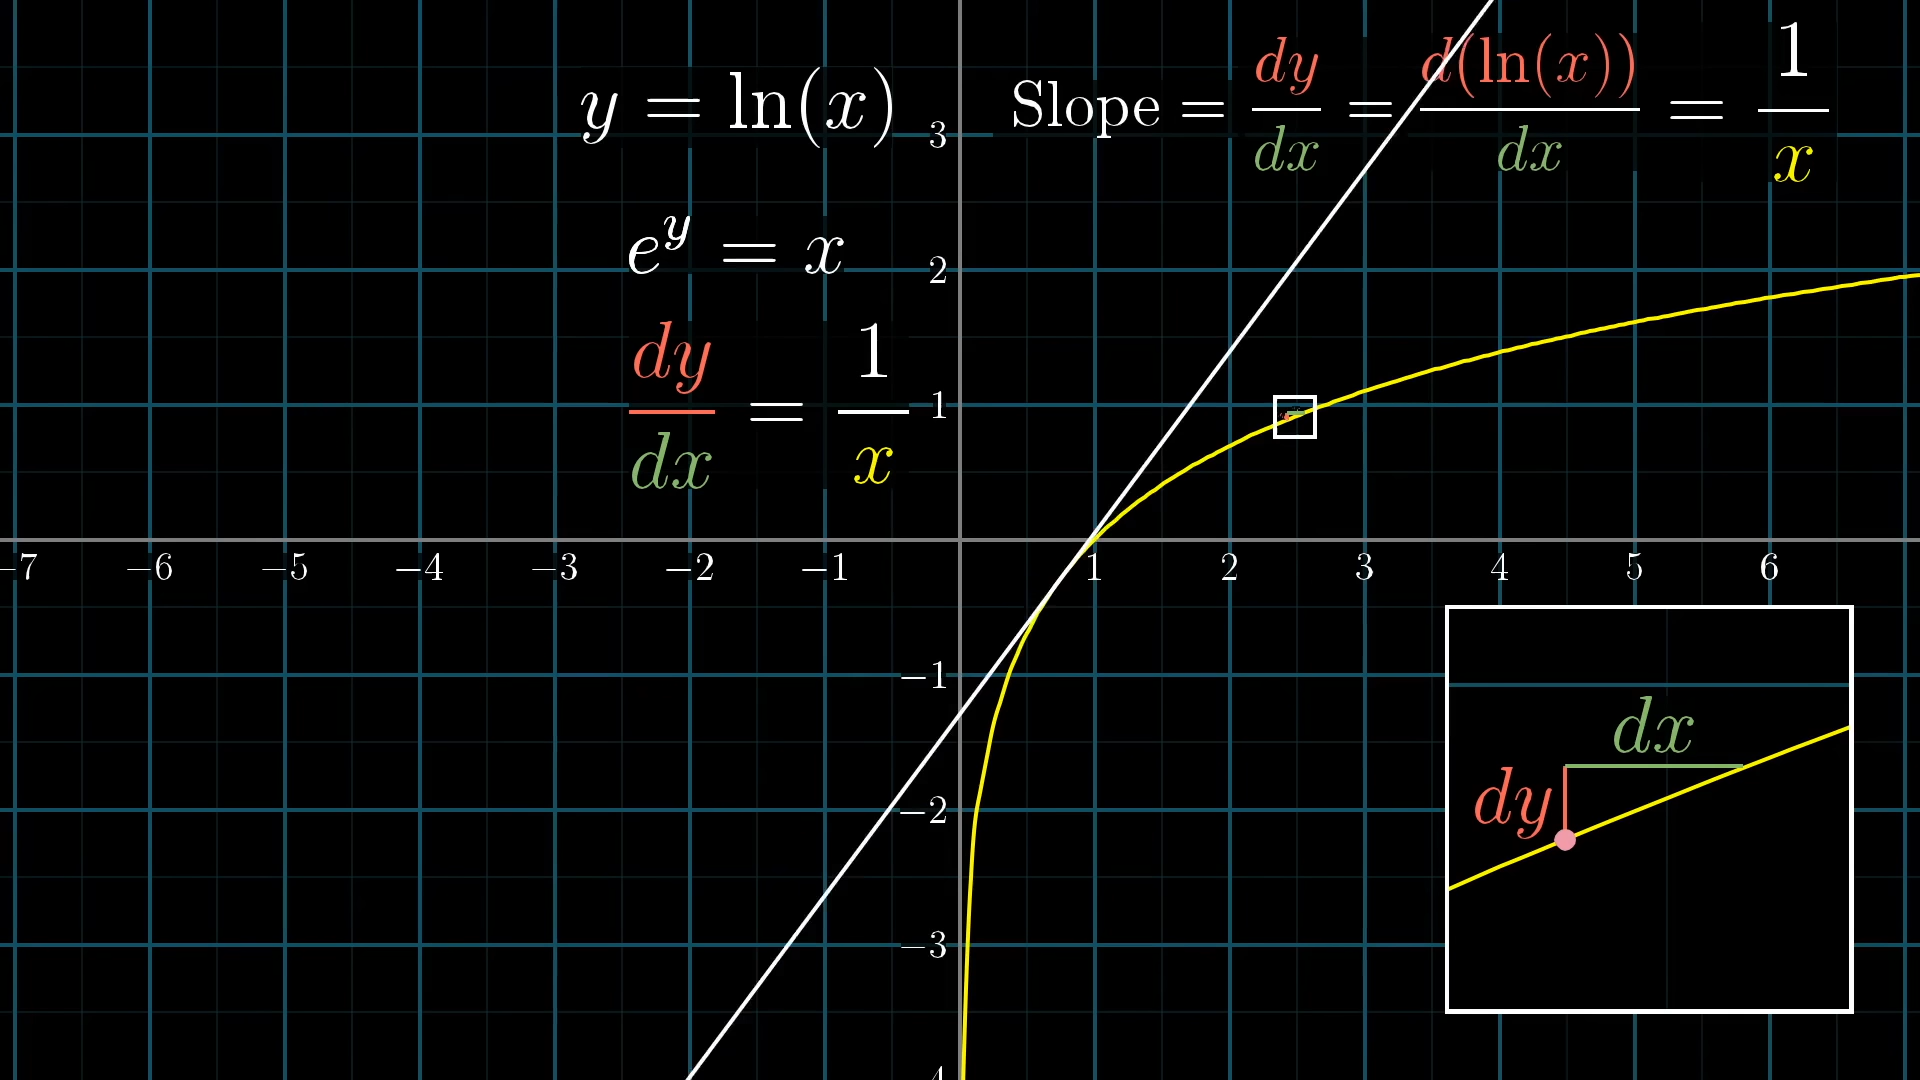 y = ln(x)
Slope = dy/dx = d(ln(x))/dx = 1/x
3
e^y = x
2
dy/dx = 1/x
1
−7 −6 −5 −4 −3 −2 −1 1 2 3 4 5 6
−1
dx
dy
−2
−3